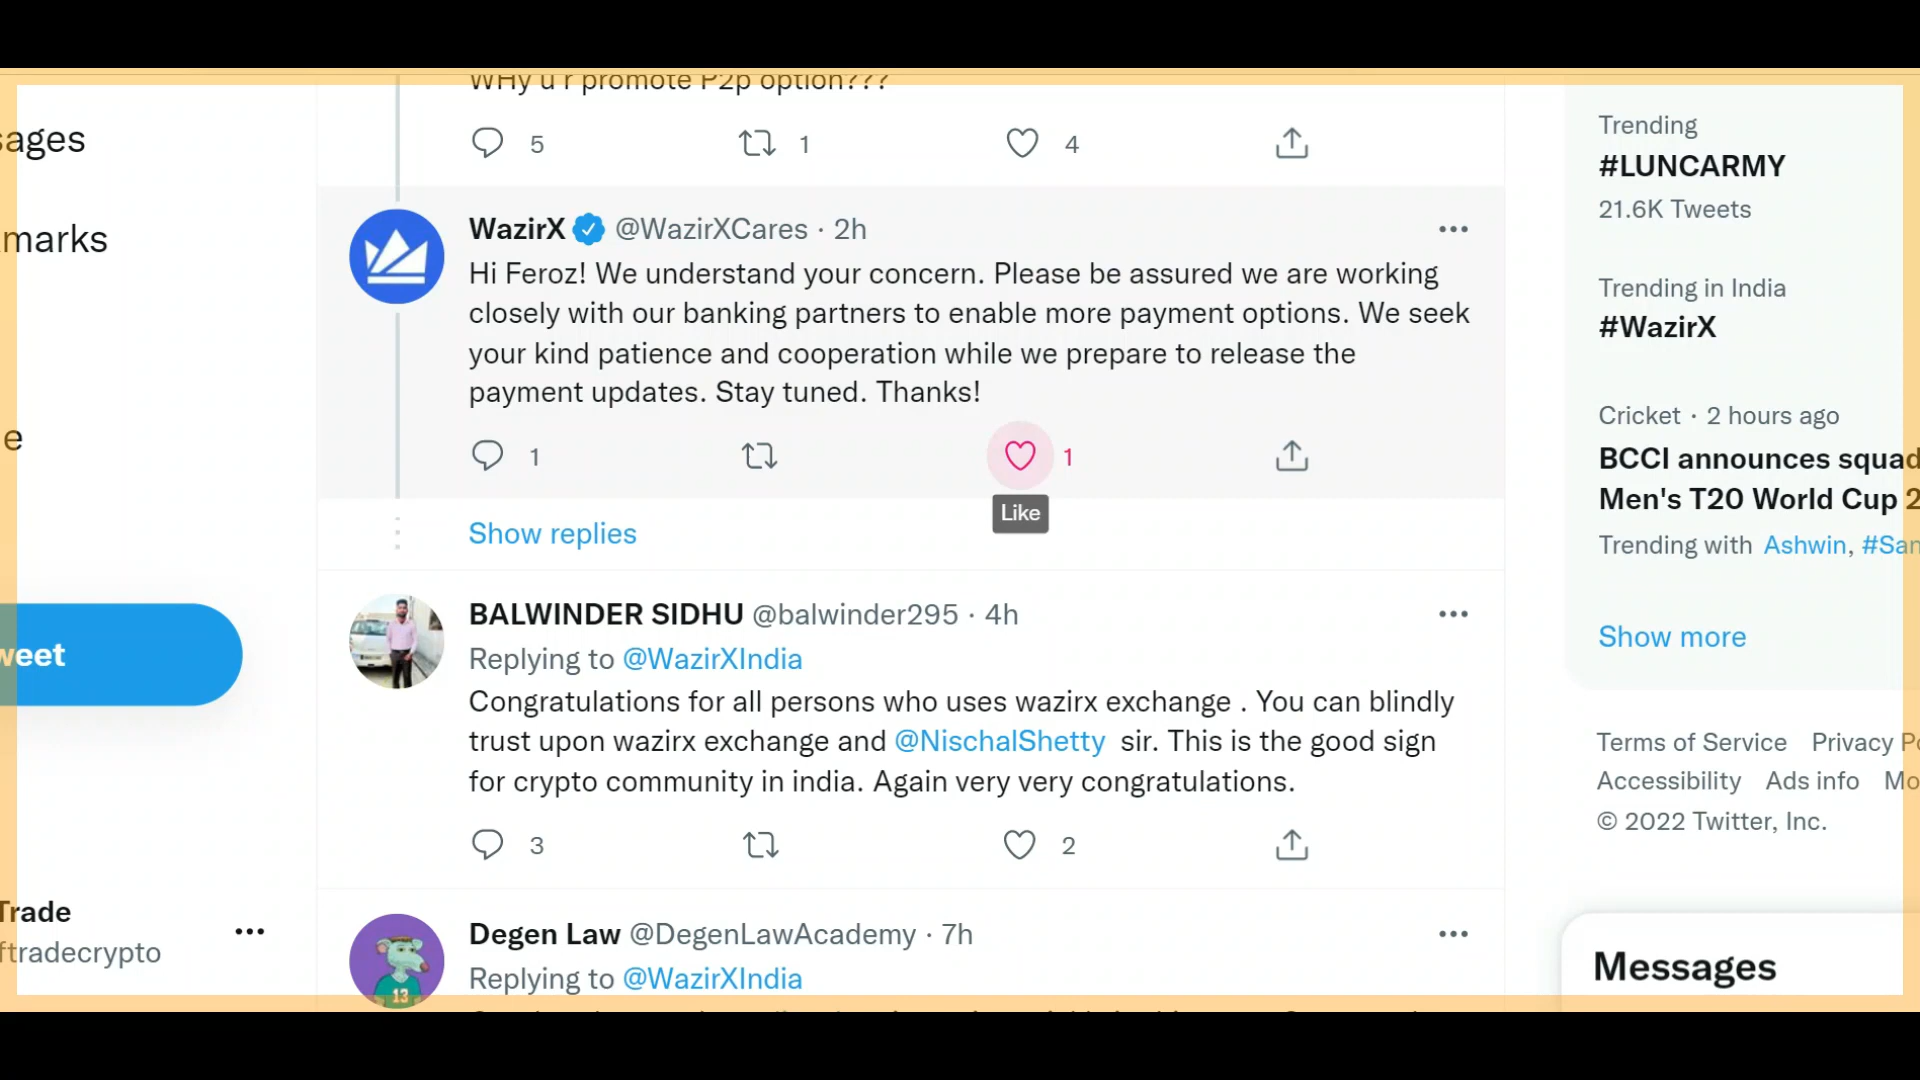 WHy u r promote P2p option???
5 1 4
WazirX @WazirXCares · 2h
Hi Feroz! We understand your concern. Please be assured we are working
closely with our banking partners to enable more payment options. We seek
your kind patience and cooperation while we prepare to release the
payment updates. Stay tuned. Thanks!
1 1
Like
Show replies
BALWINDER SIDHU @balwinder295 · 4h
Replying to @WazirXIndia
Congratulations for all persons who uses wazirx exchange . You can blindly
trust upon wazirx exchange and @NischalShetty sir. This is the good sign
for crypto community in india. Again very very congratulations.
3 2
Degen Law @DegenLawAcademy · 7h
Replying to @WazirXIndia
13
sages
marks
e
weet
Trade
ftradecrypto
Trending
#LUNCARMY
21.6K Tweets
Trending in India
#WazirX
Cricket · 2 hours ago
BCCI announces squad
Men's T20 World Cup 2
Trending with Ashwin, #San
Show more
Terms of Service Privacy Po
Accessibility Ads info Mo
© 2022 Twitter, Inc.
Messages